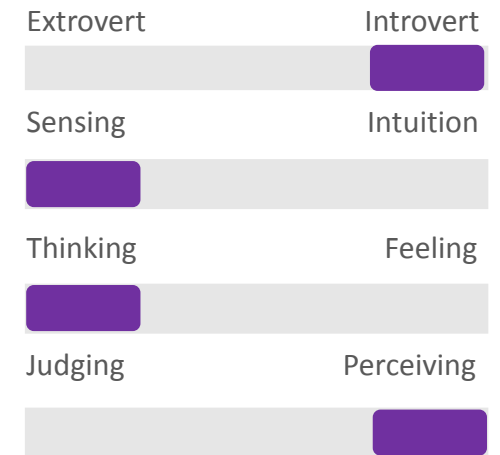 Extrovert Introvert
Sensing Intuition
Thinking Feeling
Judging Perceiving